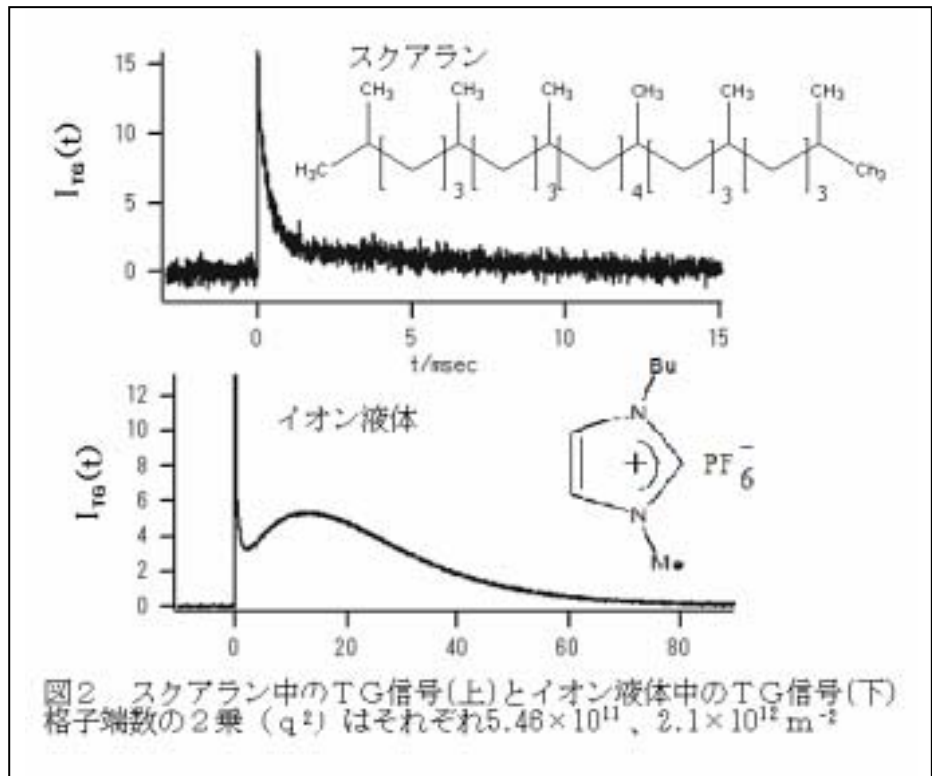 スクアラン
15
10
5
0
I_TG(t)
CH₃ CH₃ CH₃ CH₃ CH₃ CH₃
H₃C Ch₃
3 3 4 3 3
0 5 10 15
t/msec
イオン液体
12
10
8
6
4
2
0
I_TG(t)
Bu
N
+
PF₆⁻
N
Me
0 20 40 60 80
図2 スクアラン中のTG信号(上)とイオン液体中のTG信号(下)
格子端数の2乗(q²)はそれぞれ5.46×10¹¹、2.1×10¹²m⁻²